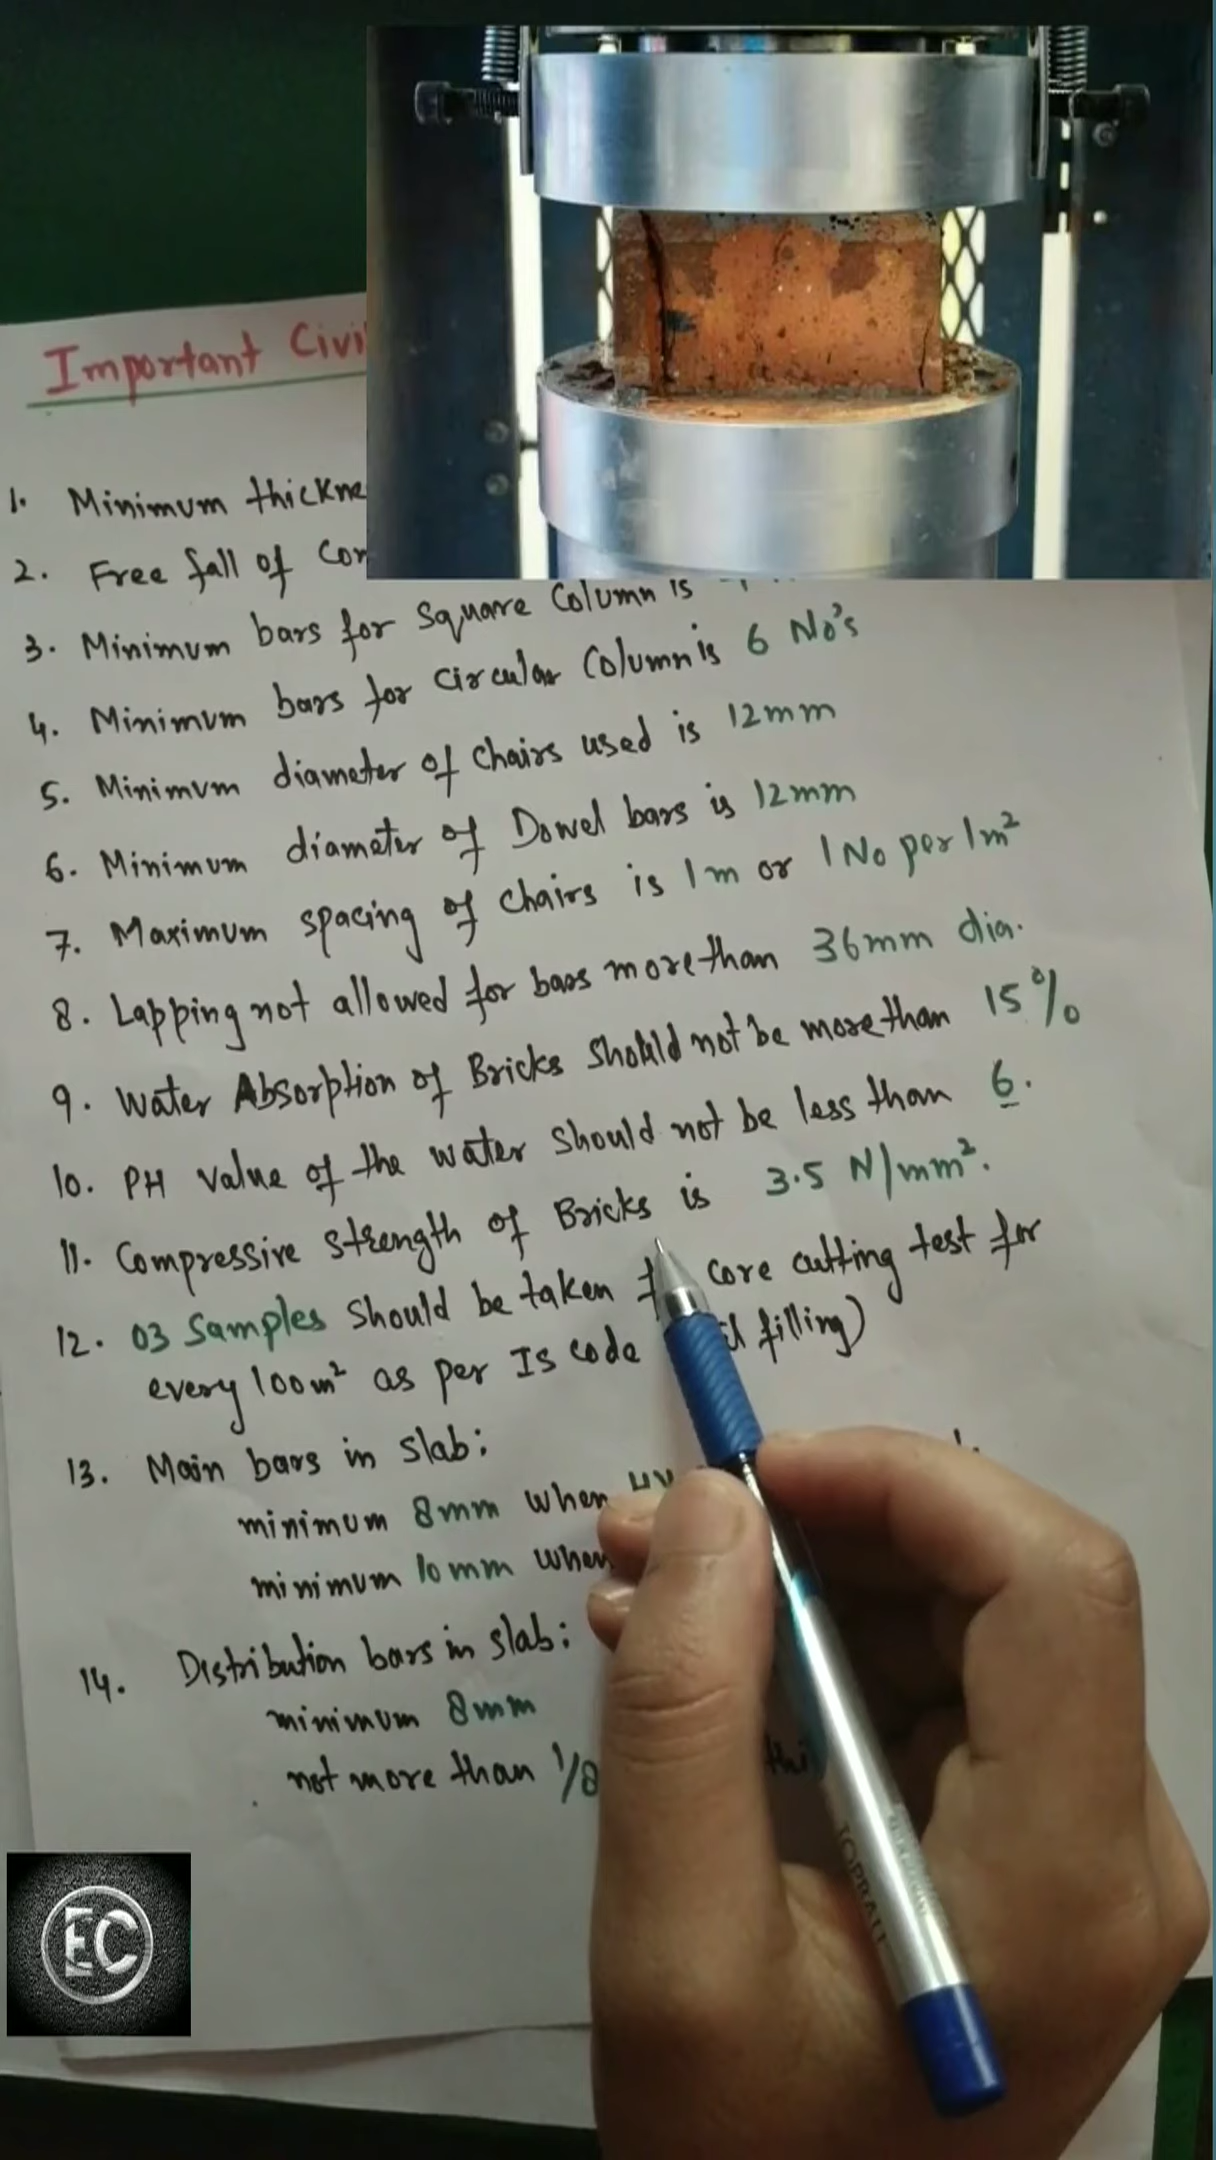 Important Civi
1. Minimum thickne
2. Free fall of Con
3. Minimum bars for Square Column is
4. Minimum bars for Circular Column is 6 No's
5. Minimum diameter of Chairs used is 12mm
6. Minimum diameter of Dowel bars is 12mm
7. Maximum spacing of chairs is 1m or 1 No per 1m²
8. Lapping not allowed for bars more than 36mm dia.
9. Water Absorption of Bricks should not be more than 15%
10. PH value of the water should not be less than 6.
11. Compressive strength of Bricks is 3.5 N/mm².
12. 03 Samples should be taken core cutting test for
every 100m² as per IS code filling)
13. Main bars in slab:
minimum 8mm when
minimum 10mm when
14. Distribution bars in slab:
minimum 8mm
not more than 1/8 thi
EC